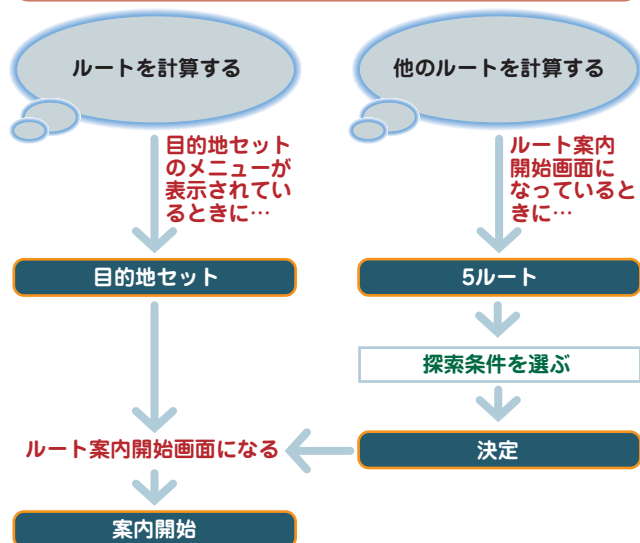 ルートを計算する
目的地セット
のメニューが
表示されてい
るときに…
目的地セット
ルート案内開始画面になる
案内開始
他のルートを計算する
ルート案内
開始画面に
なっていると
きに…
5ルート
探索条件を選ぶ
決定